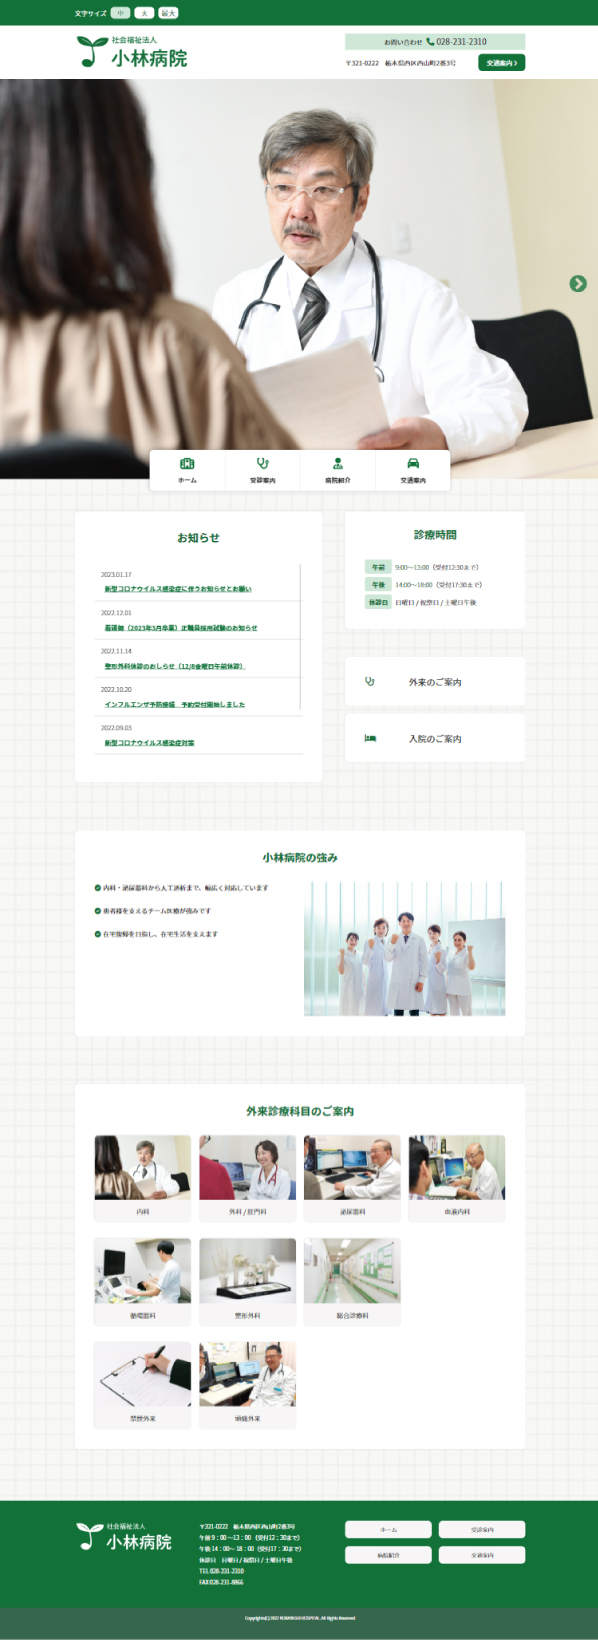 文字サイズ 中 大 最大
社会福祉法人
小林病院
お問い合わせ 028-231-2310
〒321-0222 栃木県西区西山町2番3号 交通案内
ホーム 受診案内 病院紹介 交通案内
お知らせ
2023.01.17
新型コロナウイルス感染症に伴うお知らせとお願い
2022.12.01
看護師（2023年3月卒業）正職員採用試験のお知らせ
2022.11.14
整形外科休診のおしらせ（12/8金曜日午前休診）
2022.10.20
インフルエンザ予防接種 予約受付開始しました
2022.09.03
新型コロナウイルス感染症対策
診療時間
午前 9:00～13:00（受付12:30まで）
午後 14:00～18:00（受付17:30まで）
休診日 日曜日 / 祝祭日 / 土曜日午後
外来のご案内
入院のご案内
小林病院の強み
内科・泌尿器科から人工透析まで、幅広く対応しています
患者様を支えるチーム医療が強みです
在宅復帰を目指し、在宅生活を支えます
外来診療科目のご案内
内科 外科 / 肛門科 泌尿器科 血液内科
循環器科 整形外科 総合診療科
禁煙外来 頭痛外来
社会福祉法人
小林病院
〒321-0222 栃木県西区西山町2番3号
午前 9：00 ～13：00（受付12：30まで）
午後 14：00～ 18：00（受付17：30まで）
休診日 日曜日 / 祝祭日 / 土曜日午後
TEL 028-231-2310
FAX 028-231-8866
ホーム 受診案内
病院紹介 交通案内
Copyrights(C) 2022 KOBAYASHI HOSPITAL. All Rights Reserved